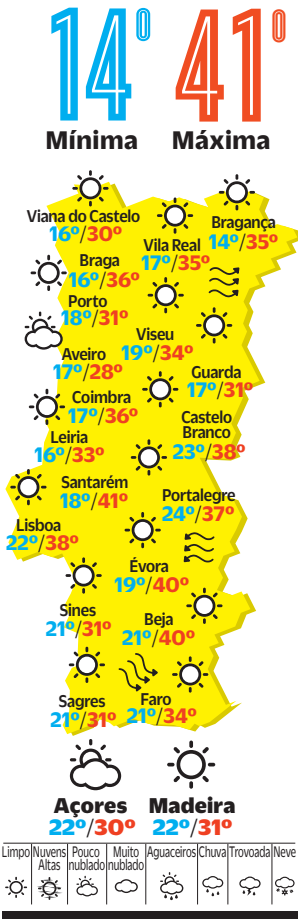 14º 41º
Mínima Máxima
Viana do Castelo
16º/30º
Bragança
14º/35º
Vila Real
17º/35º
Braga
16º/36º
Porto
18º/31º
Viseu
19º/34º
Aveiro
17º/28º
Guarda
17º/31º
Coimbra
17º/36º
Castelo
Branco
23º/38º
Leiria
16º/33º
Santarém
18º/41º
Portalegre
24º/37º
Lisboa
22º/38º
Évora
19º/40º
Sines
21º/31º
Beja
21º/40º
Sagres
21º/31º
Faro
21º/34º
Açores
22º/30º
Madeira
22º/31º
Limpo
Nuvens
Altas
Pouco
nublado
Muito
nublado
Aguaceiros
Chuva
Trovoada
Neve